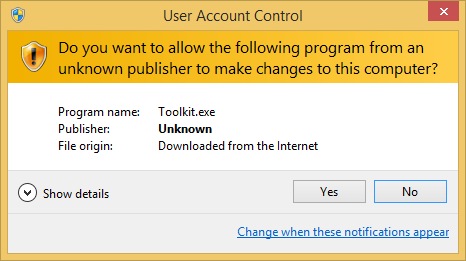 User Account Control
Do you want to allow the following program from an
unknown publisher to make changes to this computer?
Program name: Toolkit.exe
Publisher: Unknown
File origin: Downloaded from the Internet
Show details
Yes
No
Change when these notifications appear